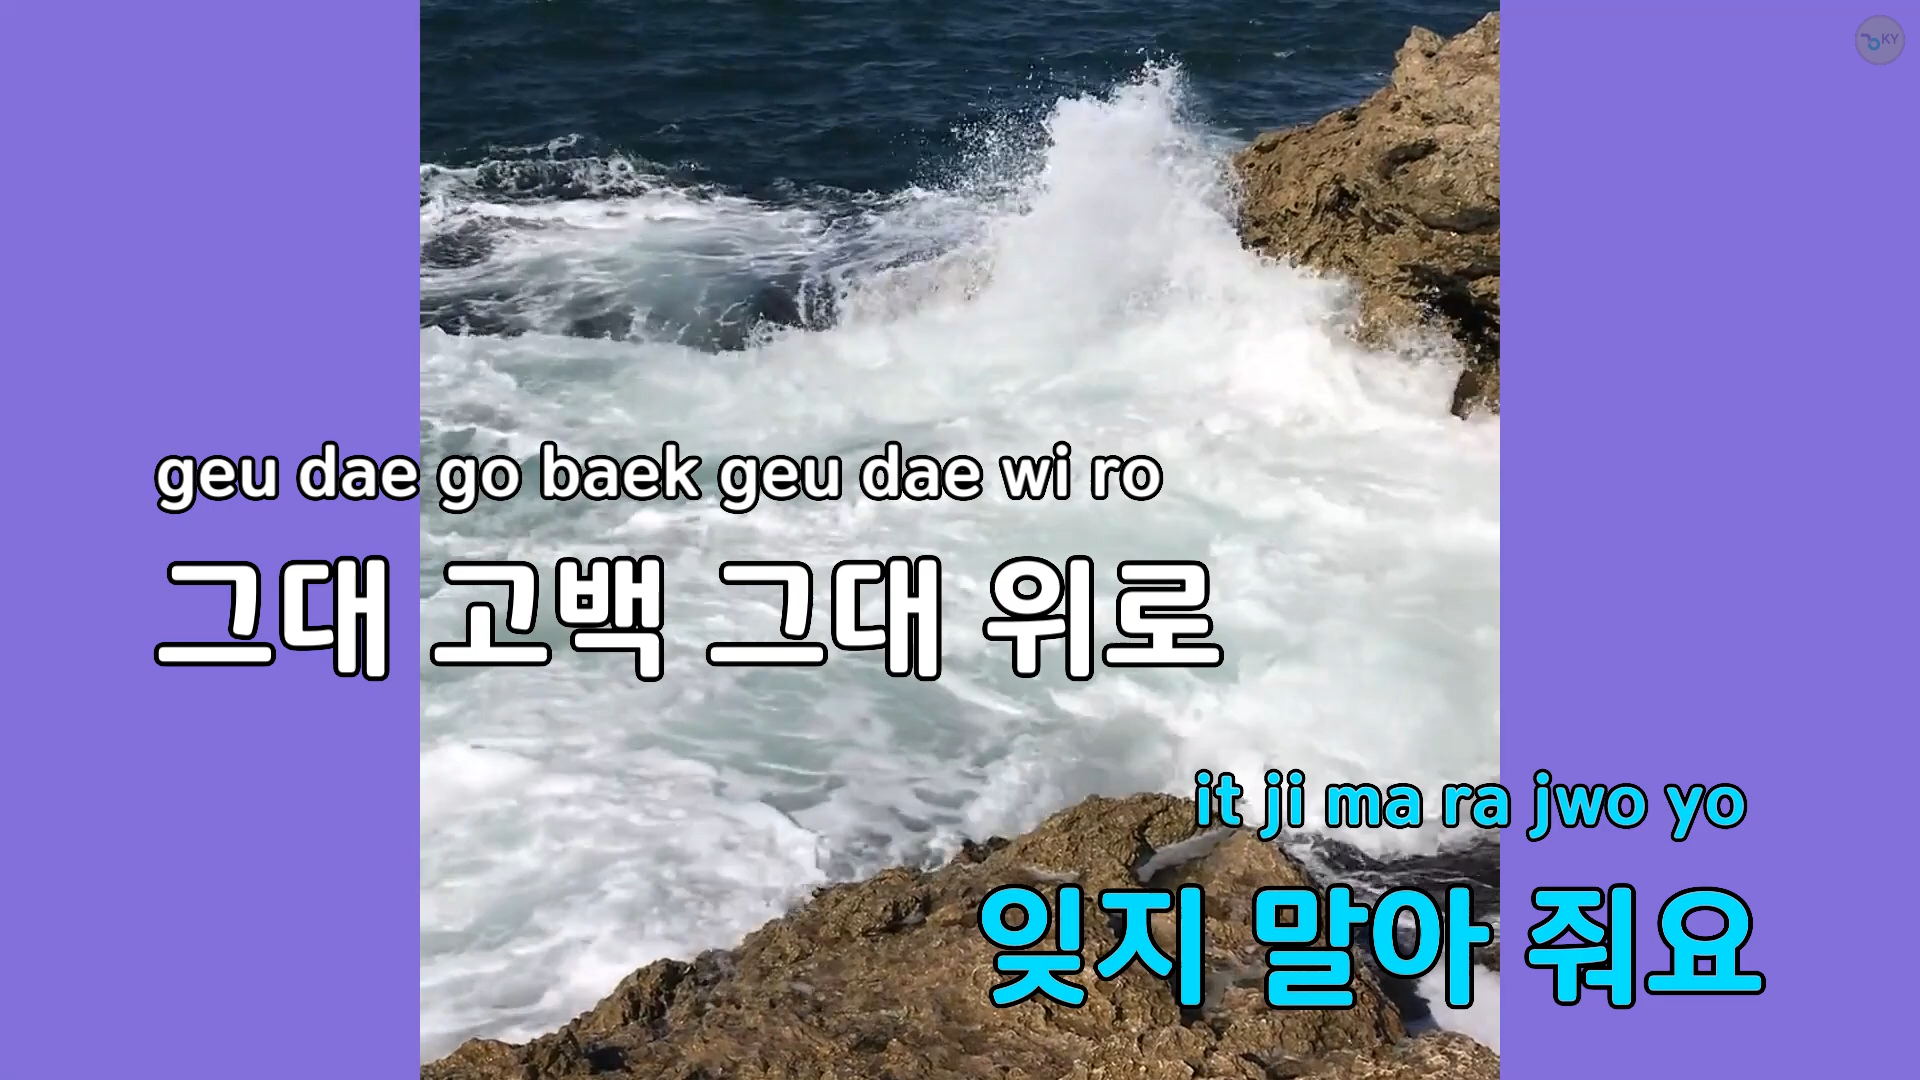 KY
geu dae go baek geu dae wi ro
그대 고백 그대 위로
it ji ma ra jwo yo
잊지 말아 줘요